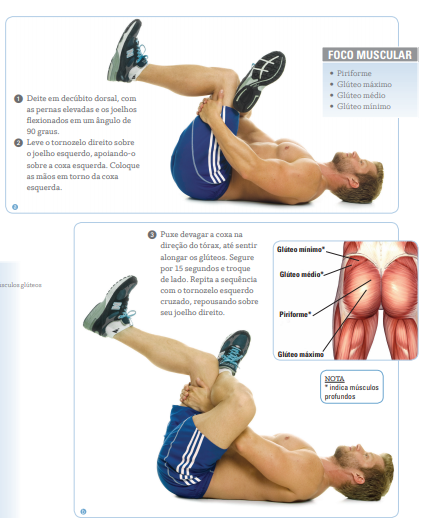 FOCO MUSCULAR
• Piriforme
• Glúteo máximo
• Glúteo médio
• Glúteo mínimo
1 Deite em decúbito dorsal, com
as pernas elevadas e os joelhos
flexionados em um ângulo de
90 graus.
2 Leve o tornozelo direito sobre
o joelho esquerdo, apoiando-o
sobre a coxa esquerda. Coloque
as mãos em torno da coxa
esquerda.
3 Puxe devagar a coxa na
direção do tórax, até sentir
alongar os glúteos. Segure
por 15 segundos e troque
de lado. Repita a sequência
com o tornozelo esquerdo
cruzado, repousando sobre
seu joelho direito.
glúteos
Glúteo mínimo*
Glúteo médio*
Piriforme*
Glúteo máximo
NOTA
* indica músculos
profundos